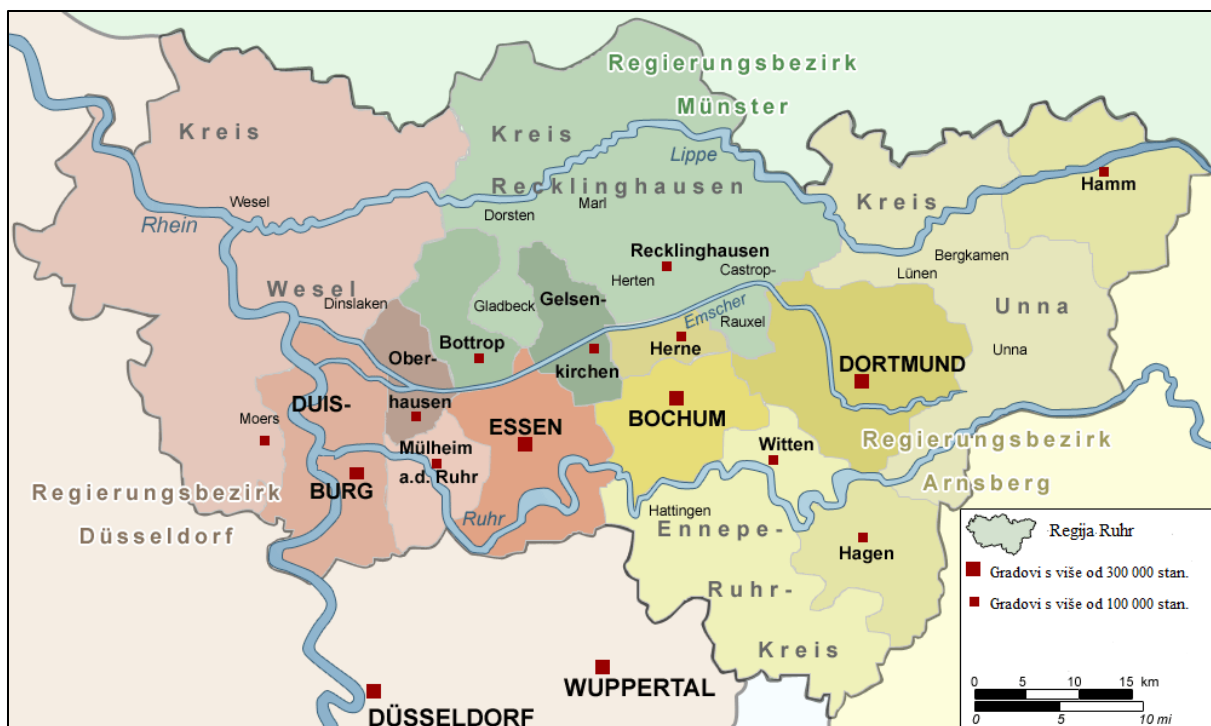 Regierungsbezirk
Münster
Kreis
Kreis
Lippe
Recklinghausen
Kreis
Hamm
Wesel
Rhein
Dorsten
Marl
Recklinghausen
Herten
Castrop-
Bergkamen
Lünen
Wesel
Dinslaken
Gladbeck
Gelsen-
Emscher
Rauxel
Unna
Bottrop
Ober-
kirchen
Herne
Unna
DORTMUND
DUIS-
hausen
Moers
ESSEN
BOCHUM
Mülheim
a.d. Ruhr
Witten
Regierungsbezirk
Arnsberg
BURG
Regierungsbezirk
Düsseldorf
Ruhr
Hattingen
Ennepe-
Hagen
Ruhr-
Kreis
WUPPERTAL
DÜSSELDORF
Regija Ruhr
Gradovi s više od 300 000 stan.
Gradovi s više od 100 000 stan.
0 5 10 15 km
0 5 10 mi